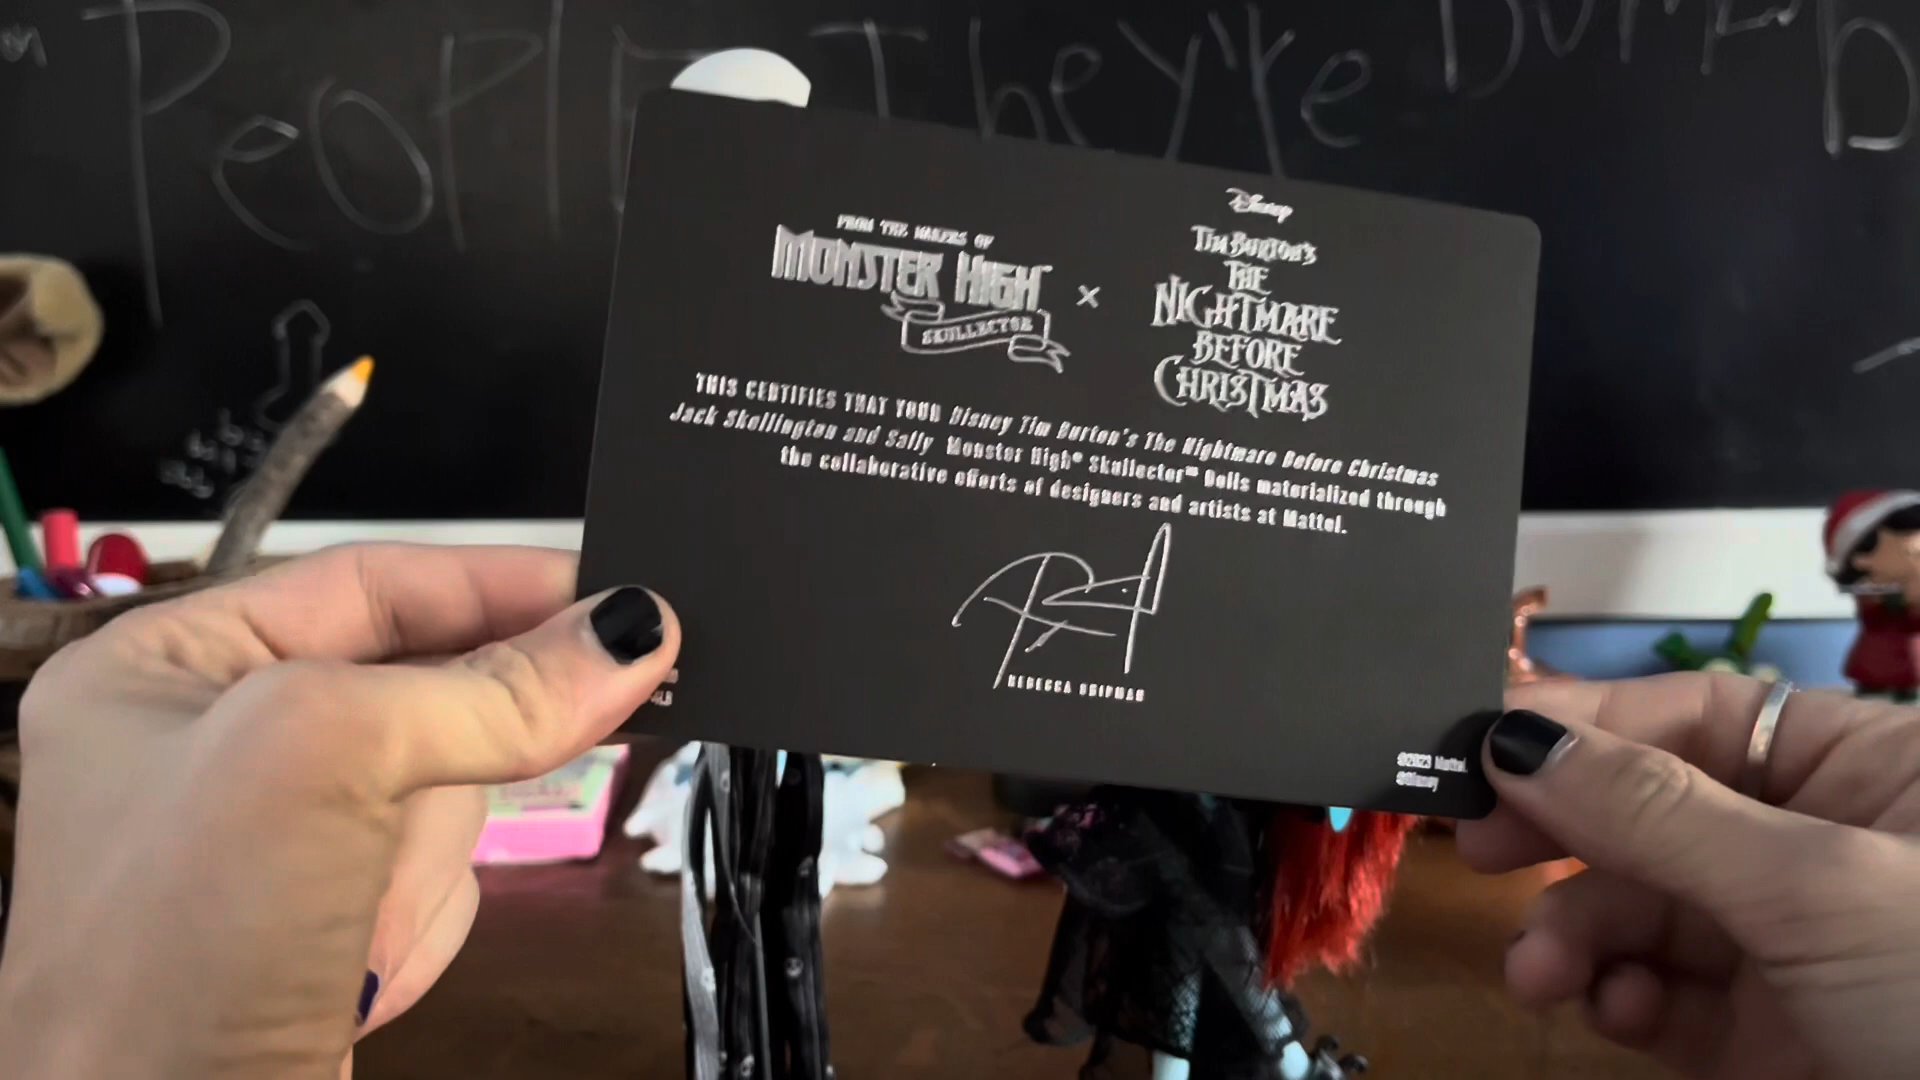 PeOPlE They're Dumb
Disney
FROM THE MAKERS OF
MONSTER HIGH
SKULLECTOR
×
TIM BURTON'S
THE
NIGHTMARE
BEFORE
CHRISTMAS
THIS CERTIFIES THAT YOUR Disney Tim Burton's The Nightmare Before Christmas
Jack Skellington and Sally Monster High® Skullector™ Dolls materialized through
the collaborative efforts of designers and artists at Mattel.
REBECCA SHIPMAN
©2023 Mattel.
©Disney